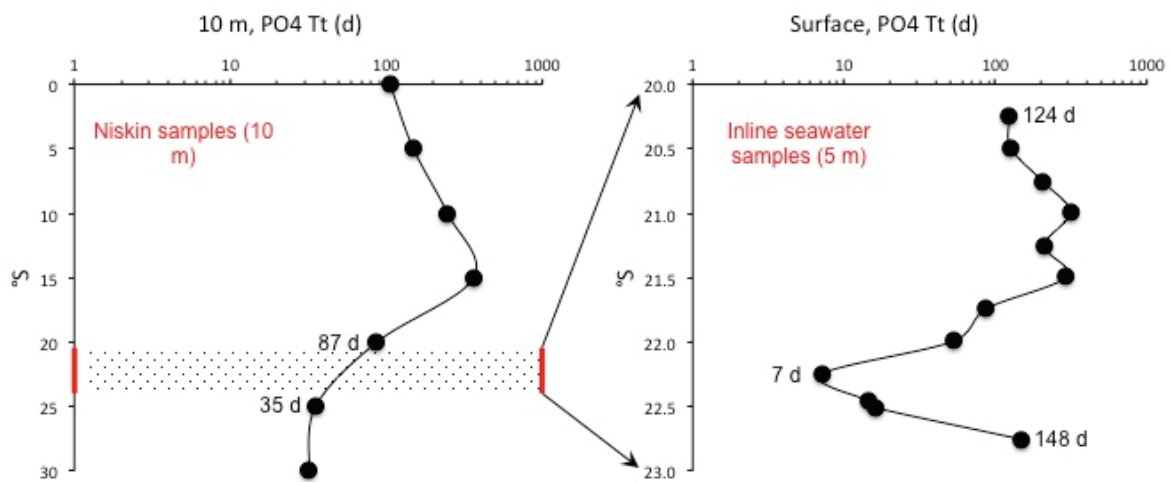 10 m, PO4 Tt (d)
1 10 100 1000
0
5
10
15
20
25
30
°S
Niskin samples (10
m)
87 d
35 d
Surface, PO4 Tt (d)
1 10 100 1000
20.0
20.5
21.0
21.5
22.0
22.5
23.0
°S
Inline seawater
samples (5 m)
124 d
7 d
148 d